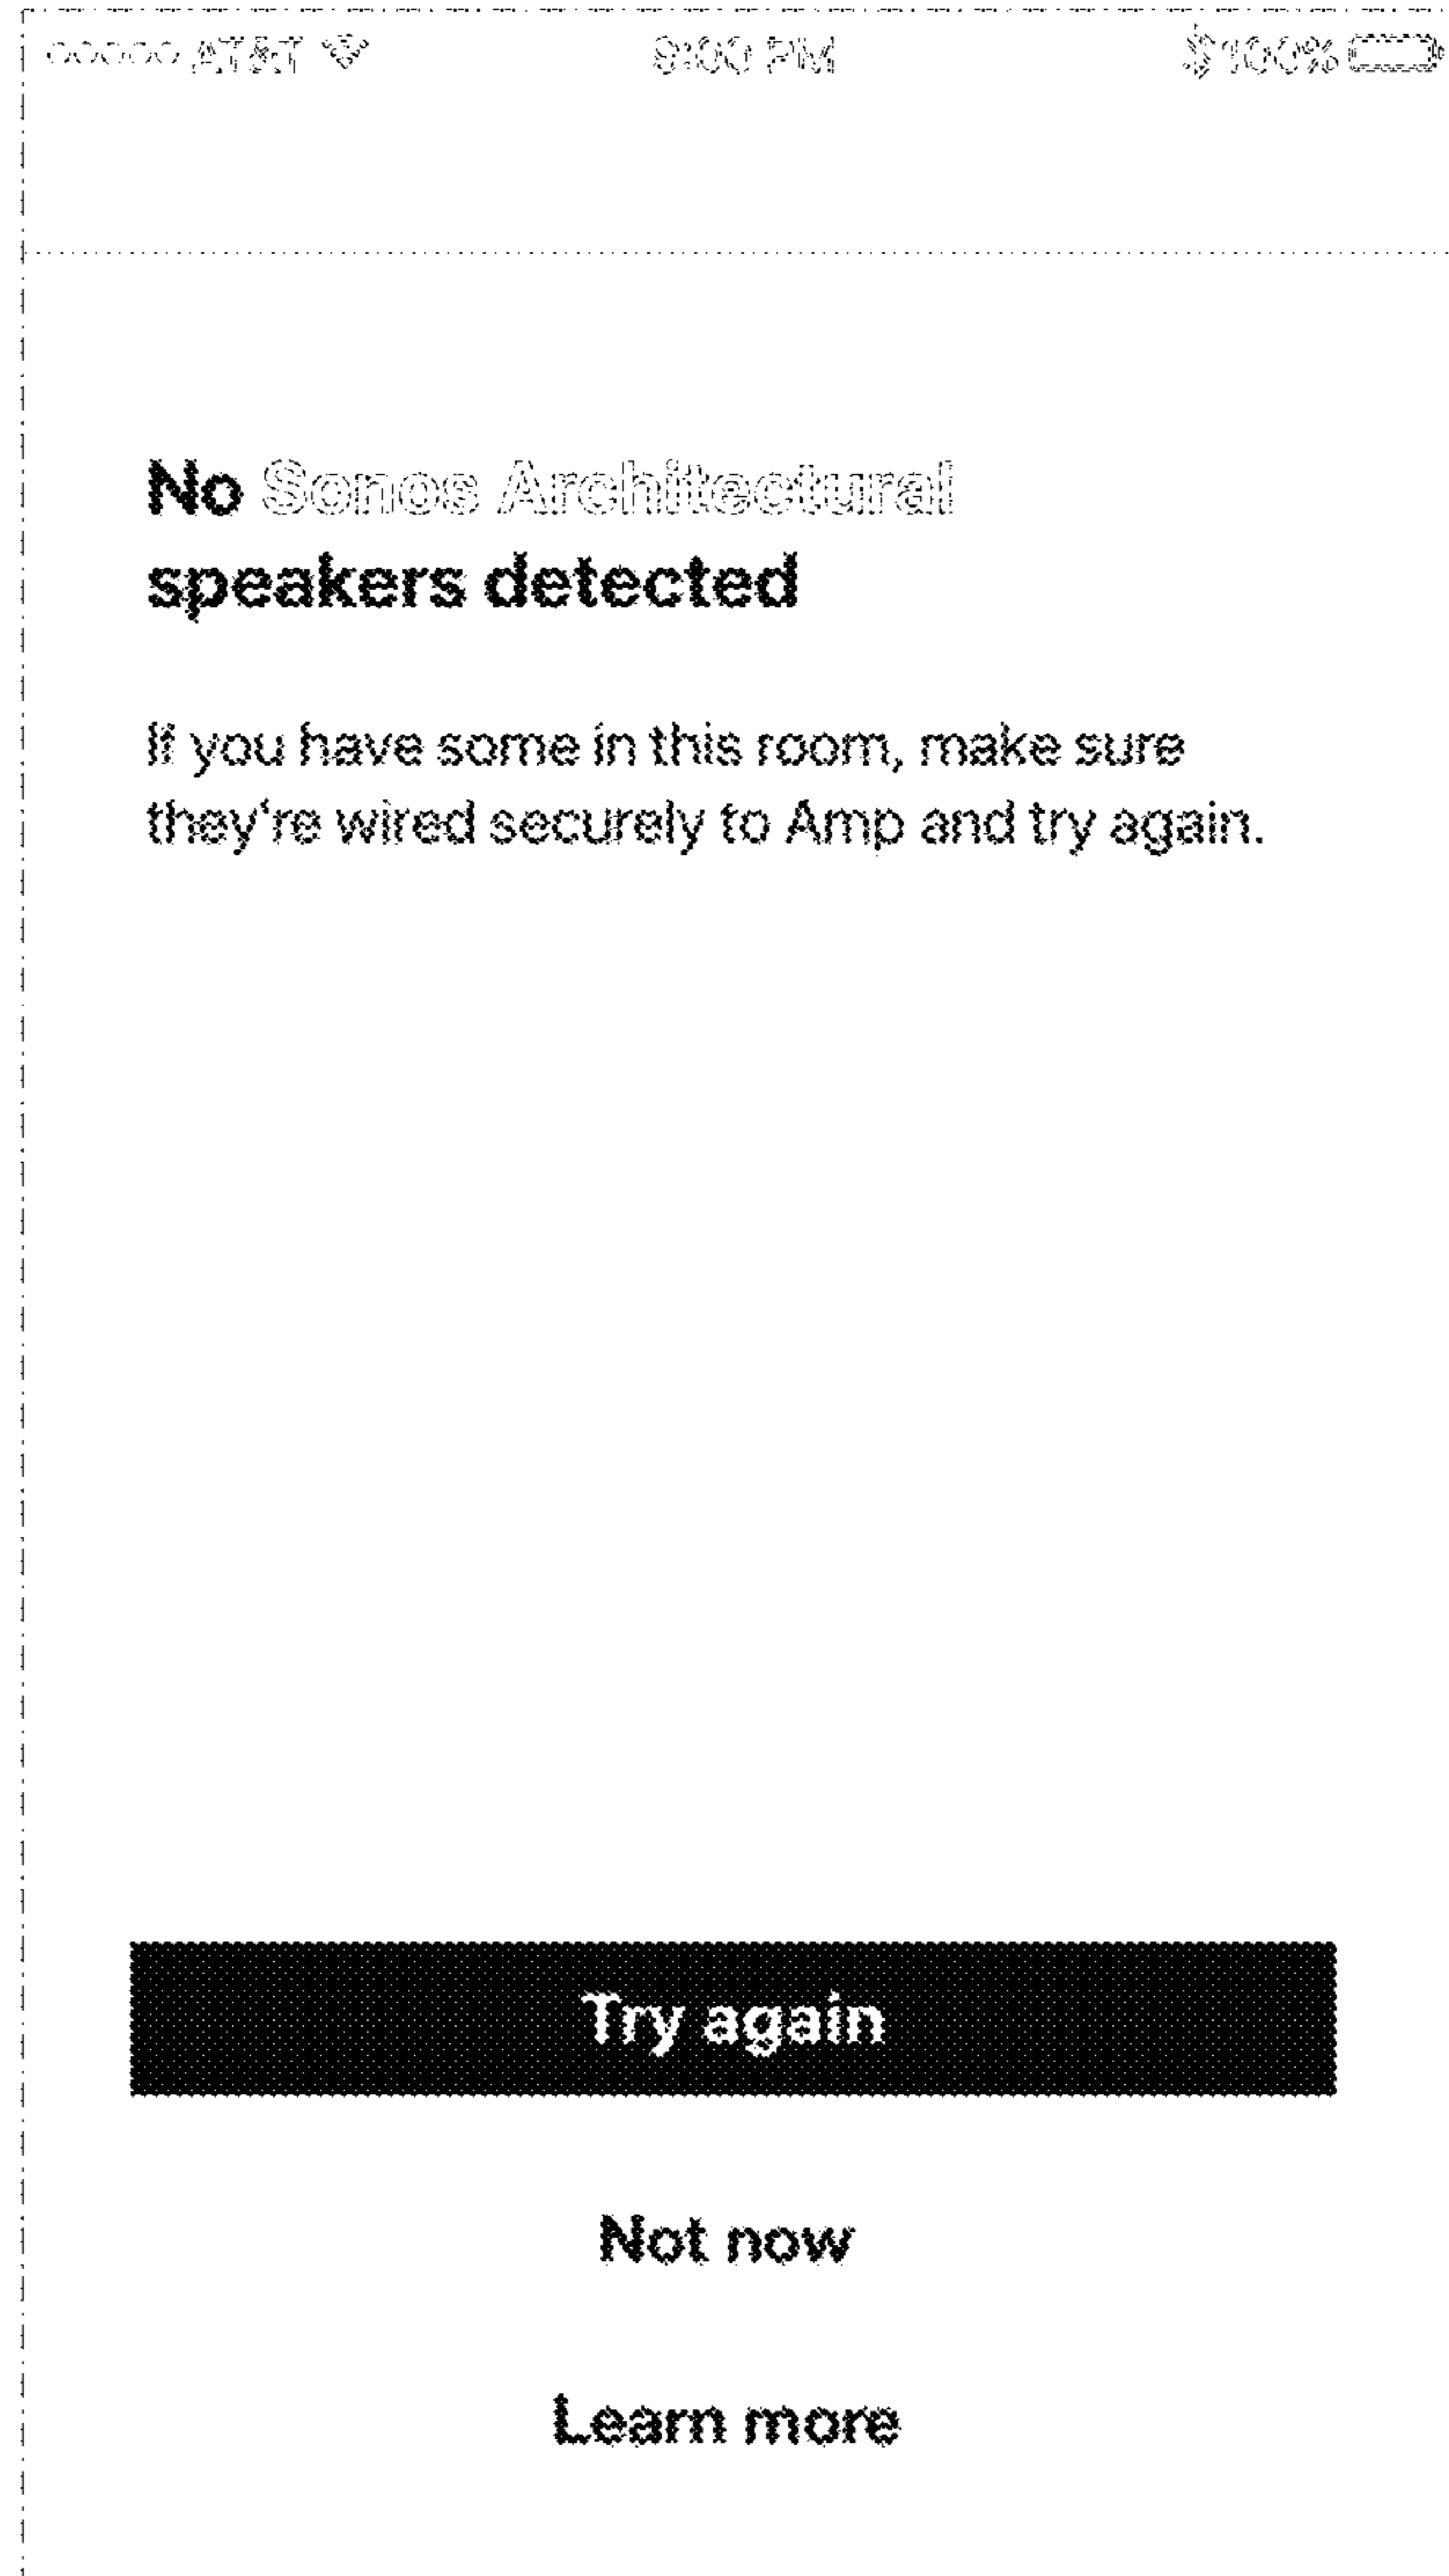 AT&T 9:00 PM 100%
No Sonos Architectural
speakers detected
If you have some in this room, make sure
they're wired securely to Amp and try again.
Try again
Not now
Learn more